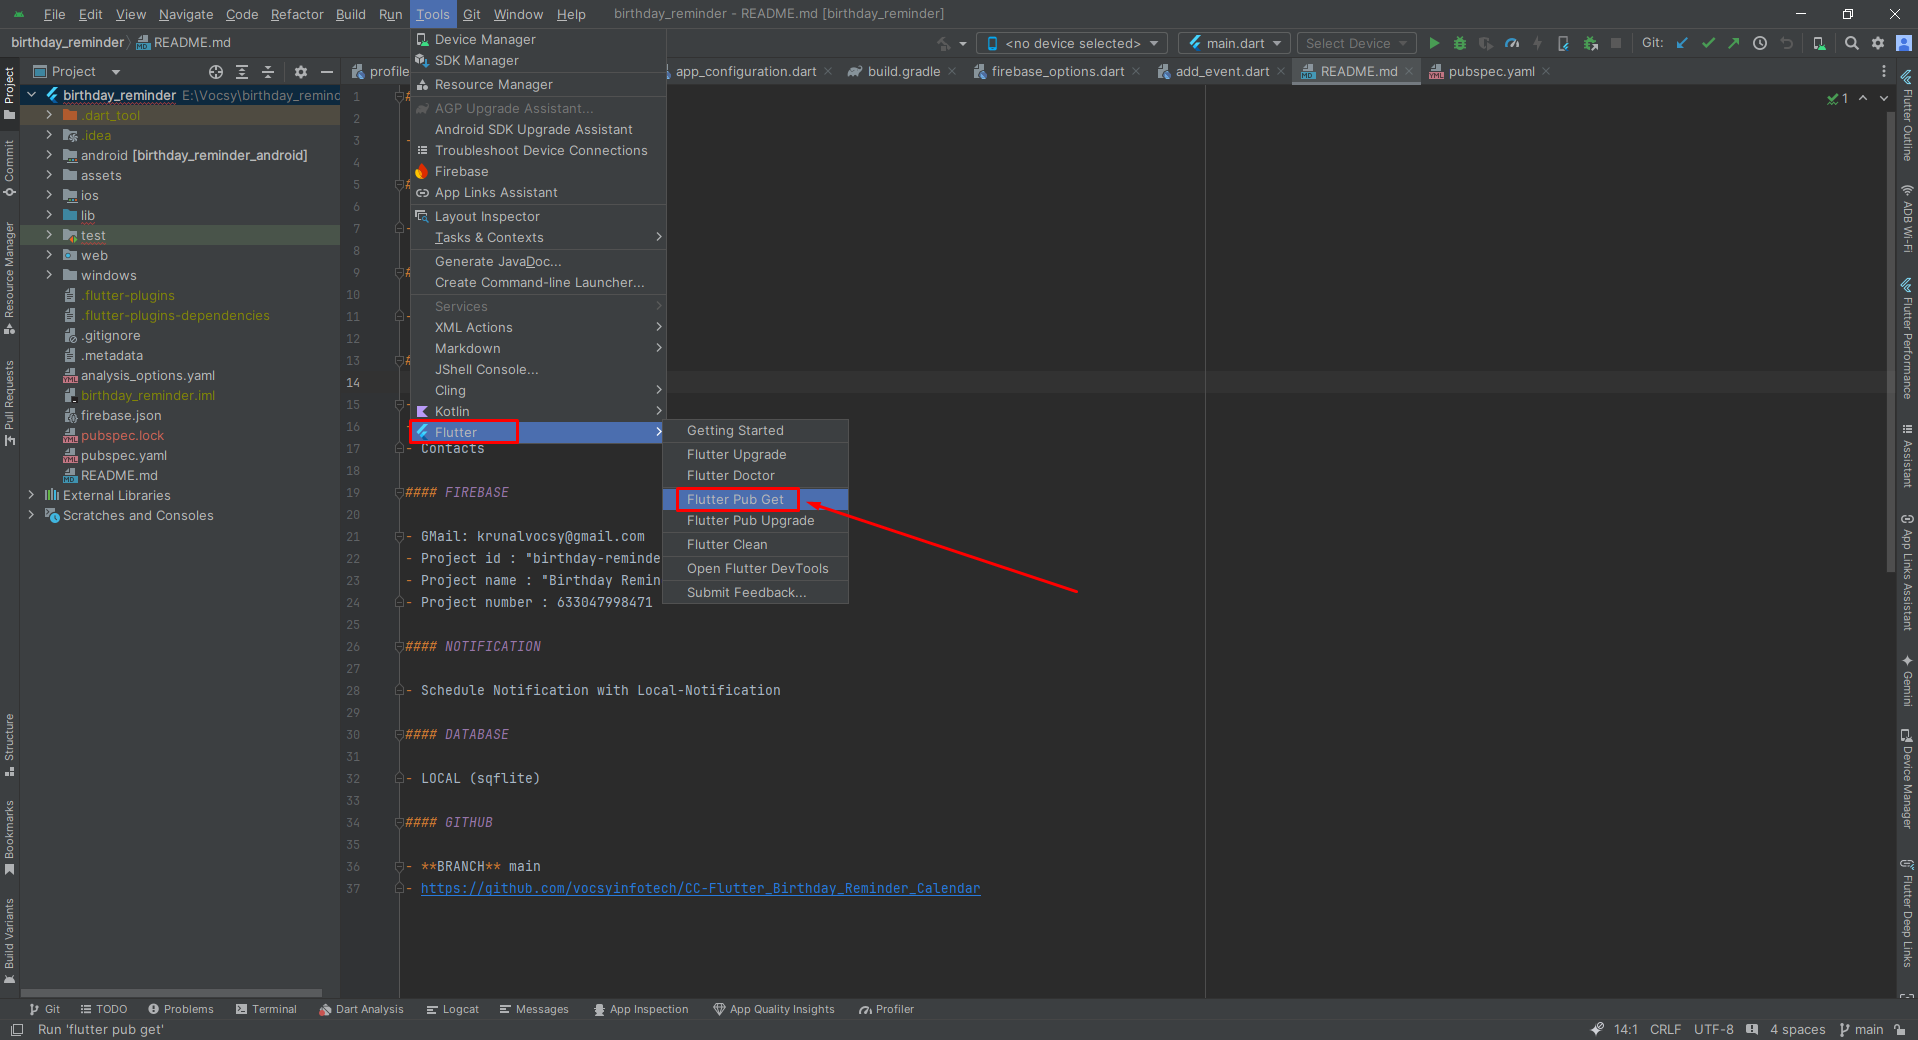 File Edit View Navigate Code Refactor Build Run Tools Git Window Help birthday_reminder - README.md [birthday_reminder]
birthday_reminder README.md <no device selected> main.dart Select Device Git:
Project profile app_configuration.dart build.gradle firebase_options.dart add_event.dart README.md pubspec.yaml
birthday_reminder E:\Vocsy\birthday_remind
.dart_tool
.idea
android [birthday_reminder_android]
assets
ios
lib
test
web
windows
.flutter-plugins
.flutter-plugins-dependencies
.gitignore
.metadata
analysis_options.yaml
birthday_reminder.iml
firebase.json
pubspec.lock
pubspec.yaml
README.md
External Libraries
Scratches and Consoles
Device Manager
SDK Manager
Resource Manager
AGP Upgrade Assistant...
Android SDK Upgrade Assistant
Troubleshoot Device Connections
Firebase
App Links Assistant
Layout Inspector
Tasks & Contexts
Generate JavaDoc...
Create Command-line Launcher...
Services
XML Actions
Markdown
JShell Console...
Cling
Kotlin
Flutter
Getting Started
Flutter Upgrade
Flutter Doctor
Flutter Pub Get
Flutter Pub Upgrade
Flutter Clean
Open Flutter DevTools
Submit Feedback...
1 #
2
3 -
4
5 #
6
7 -
8
9 #
10
11 -
12
13 #
14
15 -
16 -
17 - Contacts
18
19 #### FIREBASE
20
21 - GMail: krunalvocsy@gmail.com
22 - Project id : "birthday-reminde
23 - Project name : "Birthday Remin
24 - Project number : 633047998471
25
26 #### NOTIFICATION
27
28 - Schedule Notification with Local-Notification
29
30 #### DATABASE
31
32 - LOCAL (sqflite)
33
34 #### GITHUB
35
36 - **BRANCH** main
37 - https://github.com/vocsyinfotech/CC-Flutter_Birthday_Reminder_Calendar
1
Project
Commit
Resource Manager
Pull Requests
Structure
Bookmarks
Build Variants
Flutter Outline
ADB Wi-Fi
Flutter Performance
Assistant
App Links Assistant
Gemini
Device Manager
Flutter Deep Links
Git TODO Problems Terminal Dart Analysis Logcat Messages App Inspection App Quality Insights Profiler
Run 'flutter pub get' 14:1 CRLF UTF-8 4 spaces main